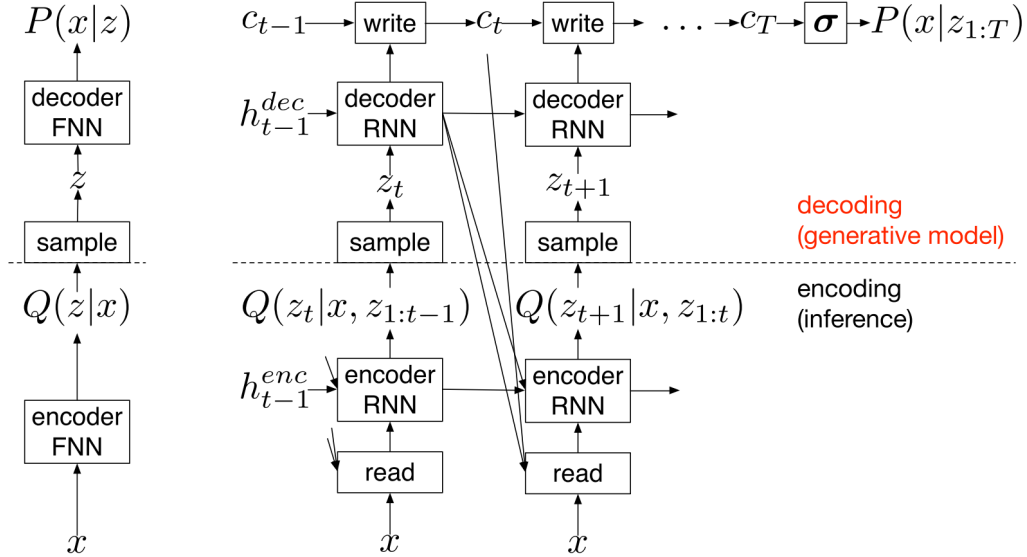 P(x|z)
decoder
FNN
z
sample
Q(z|x)
encoder
FNN
x
c_{t-1}
write
c_t
write
. . .
c_T
σ
P(x|z_{1:T})
h_{t-1}^{dec}
decoder
RNN
decoder
RNN
z_t
z_{t+1}
sample
sample
decoding
(generative model)
Q(z_t|x, z_{1:t-1})
Q(z_{t+1}|x, z_{1:t})
encoding
(inference)
h_{t-1}^{enc}
encoder
RNN
encoder
RNN
read
read
x
x